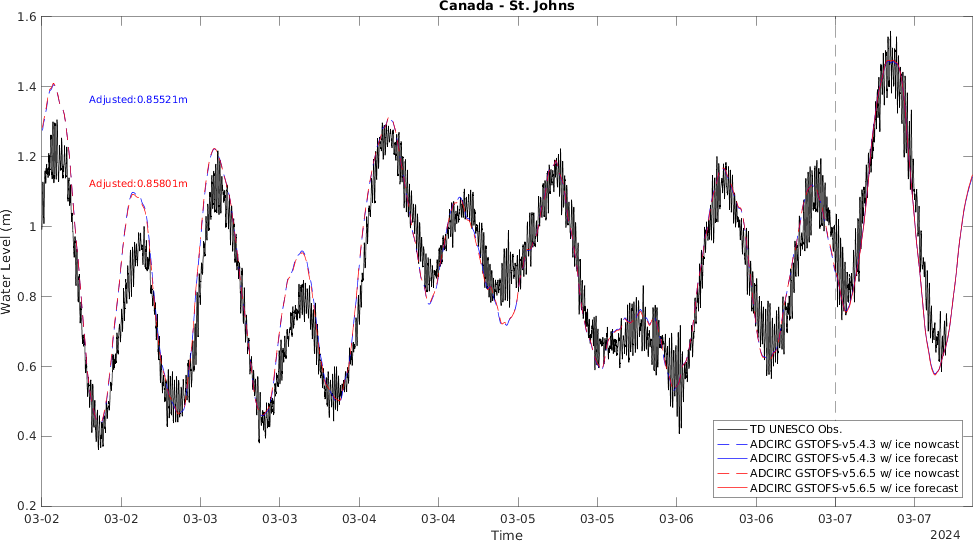 Canada - St. Johns
1.6
1.4
1.2
1
0.8
0.6
0.4
0.2
Water Level (m)
Adjusted:0.85521m
Adjusted:0.85801m
TD UNESCO Obs.
ADCIRC GSTOFS-v5.4.3 w/ ice nowcast
ADCIRC GSTOFS-v5.4.3 w/ ice forecast
ADCIRC GSTOFS-v5.6.5 w/ ice nowcast
ADCIRC GSTOFS-v5.6.5 w/ ice forecast
03-02 03-02 03-03 03-03 03-04 03-04 03-05 03-05 03-06 03-06 03-07 03-07
Time
2024